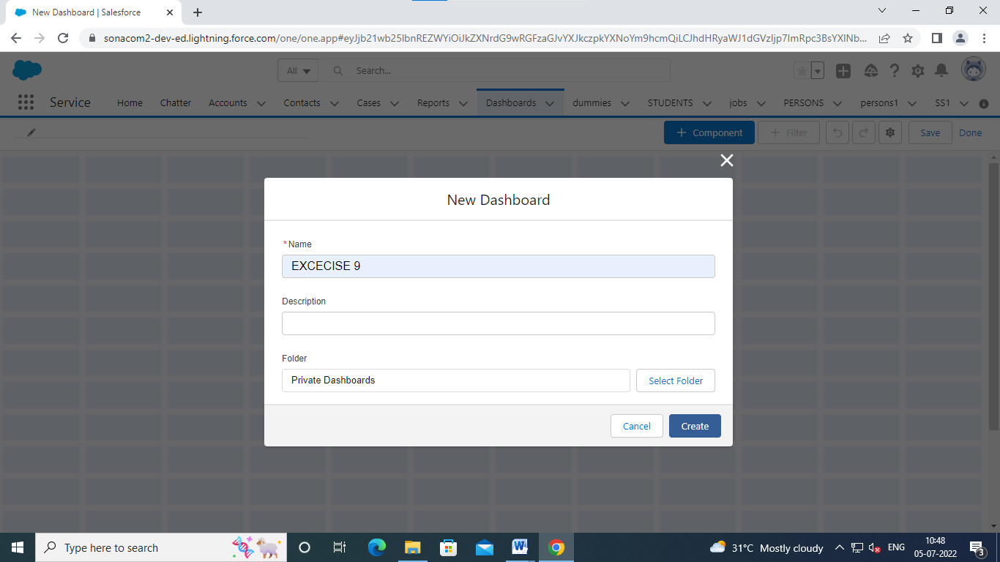 New Dashboard | Salesforce
sonacom2-dev-ed.lightning.force.com/one/one.app#eyJjb21wb25lbnREZWYiOiJkZXNrdG9wRGFzaGJvYXJkczpkYXNoYm9hcmQiLCJhdHRyaWJ1dGVzIjp7ImRpc3BsYXlNb...
All
Search...
Service
Home
Chatter
Accounts
Contacts
Cases
Reports
Dashboards
dummies
STUDENTS
jobs
PERSONS
persons1
SS1
+ Component
+ Filter
Save
Done
New Dashboard
* Name
EXCECISE 9
Description
Folder
Private Dashboards
Select Folder
Cancel
Create
Type here to search
31°C Mostly cloudy
ENG
10:48
05-07-2022
3